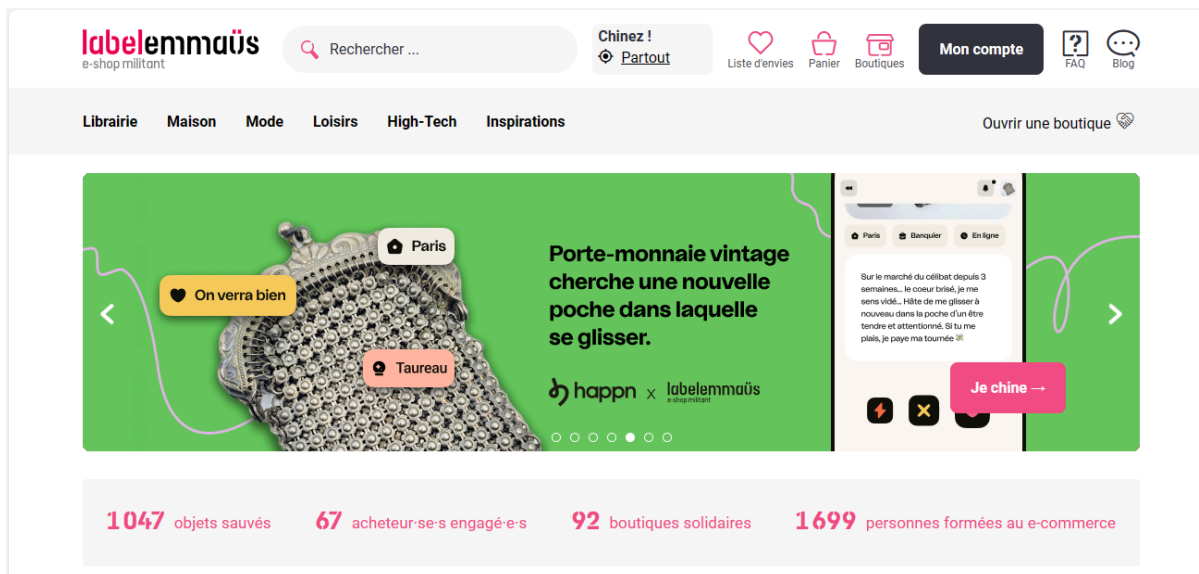 labelemmaüs
e-shop militant
Rechercher ...
Chinez !
Partout
Liste d'envies
Panier
Boutiques
Mon compte
?
FAQ
Blog
Librairie Maison Mode Loisirs High-Tech Inspirations
Ouvrir une boutique
Paris
On verra bien
Taureau
Porte-monnaie vintage
cherche une nouvelle
poche dans laquelle
se glisser.
happn x labelemmaüs
e-shop militant
Paris Banquier En ligne
Sur le marché du célibat depuis 3
semaines... le coeur brisé, je me
sens vidé... Hâte de me glisser à
nouveau dans la poche d'un être
tendre et attentionné. Si tu me
plais, je paye ma tournée 💸
Je chine →
1 047 objets sauvés
67 acheteur·se·s engagé·e·s
92 boutiques solidaires
1 699 personnes formées au e-commerce